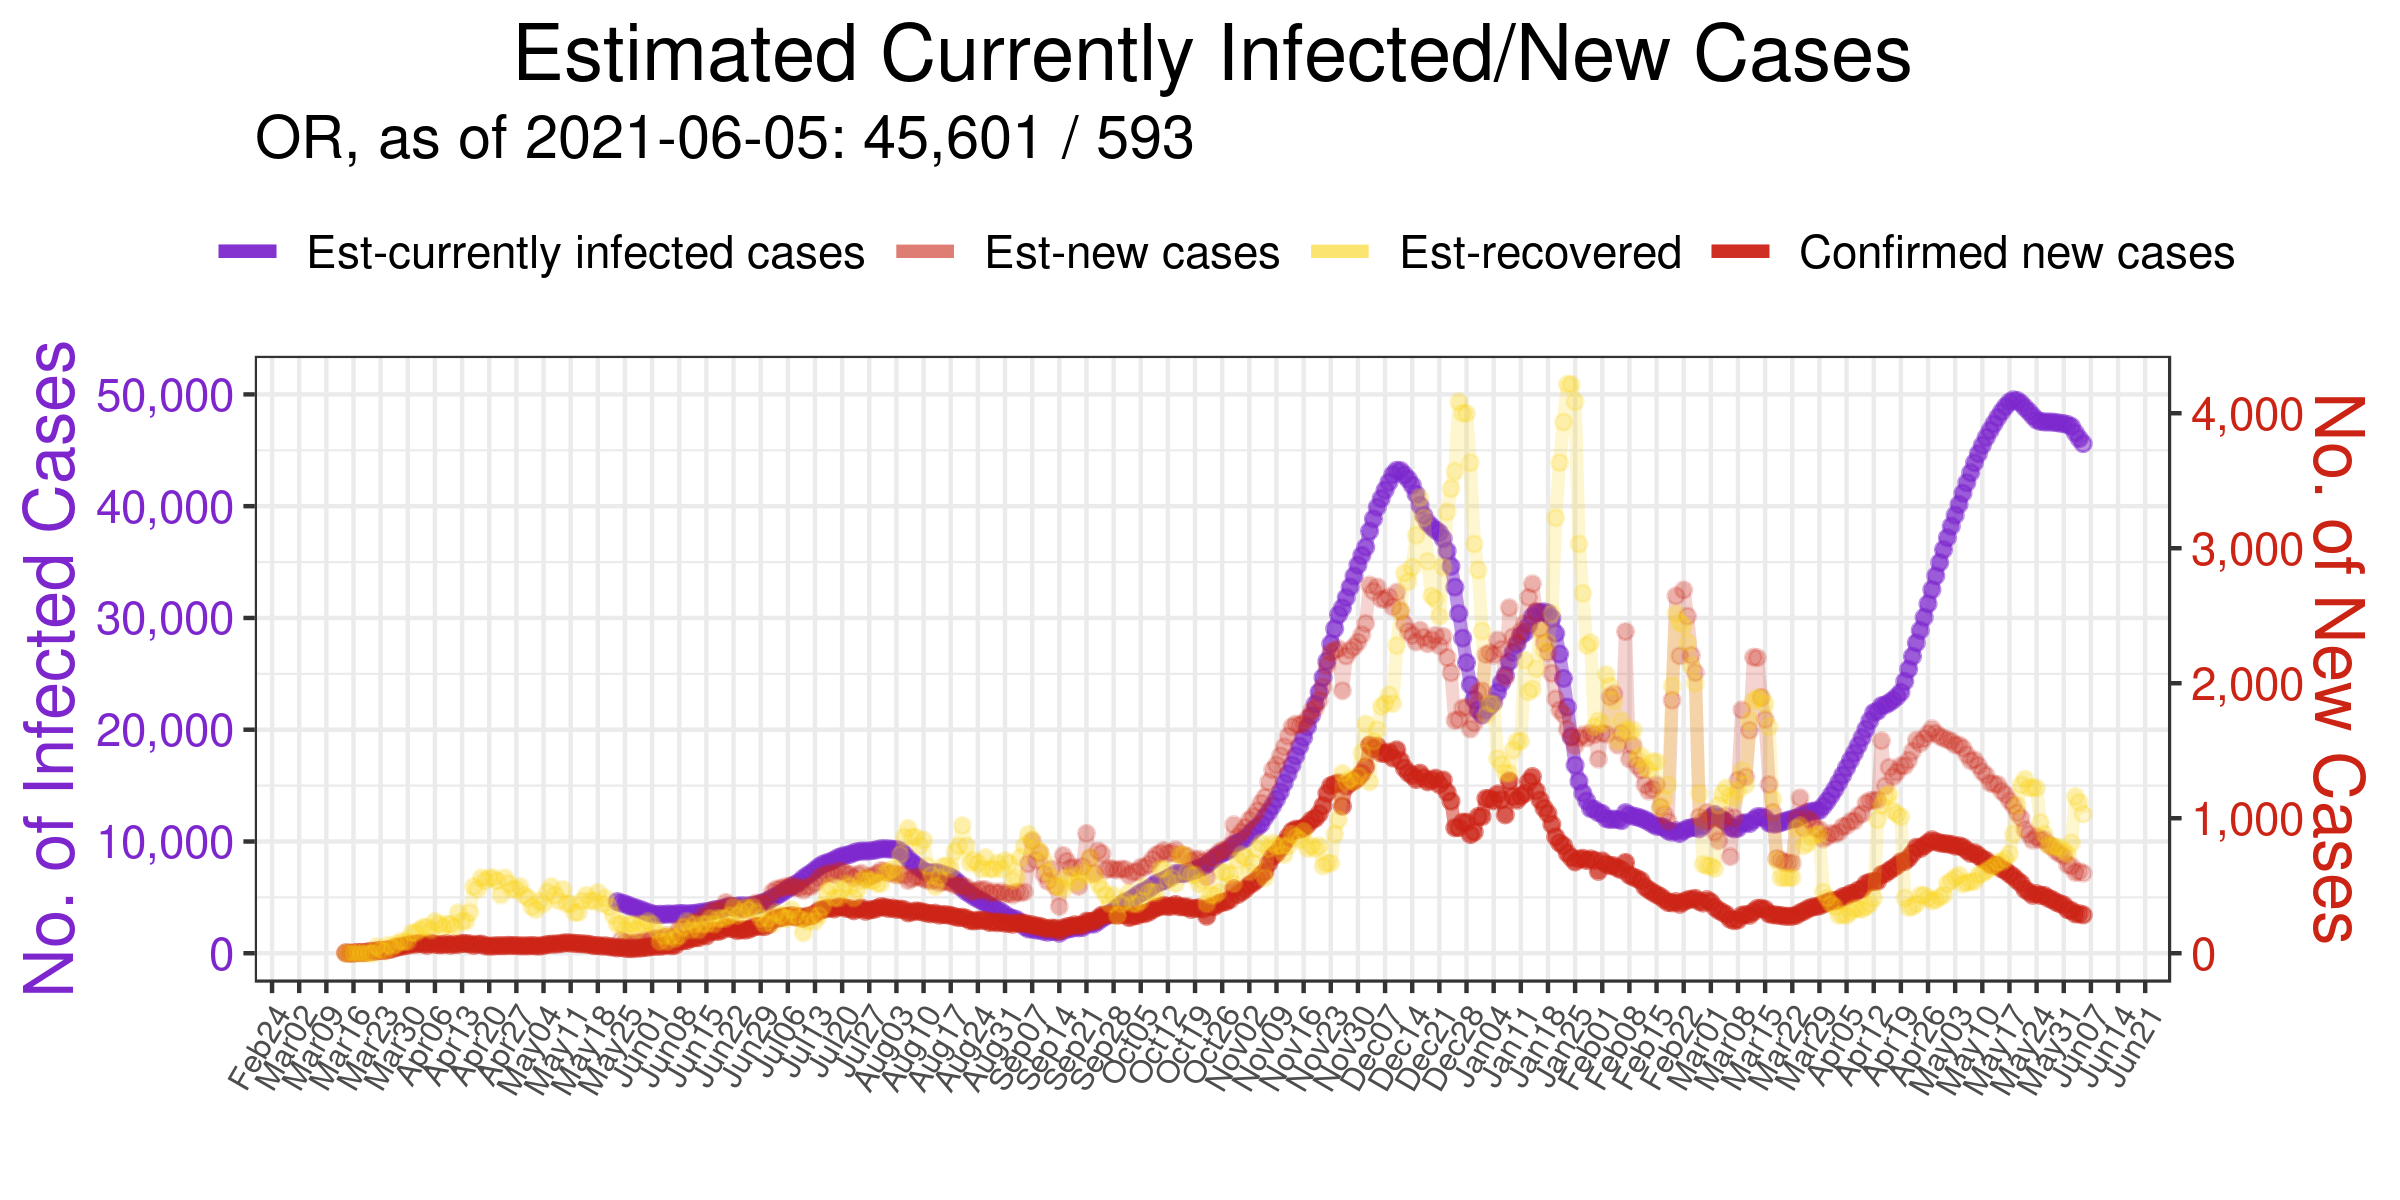 Estimated Currently Infected/New Cases
OR, as of 2021-06-05: 45,601 / 593
Est-currently infected cases
Est-new cases
Est-recovered
Confirmed new cases
No. of Infected Cases
50,000
40,000
30,000
20,000
10,000
0
4,000
3,000
2,000
1,000
0
No. of New Cases
Feb24
Mar02
Mar09
Mar16
Mar23
Mar30
Apr06
Apr13
Apr20
Apr27
May04
May11
May18
May25
Jun01
Jun08
Jun15
Jun22
Jun29
Jul06
Jul13
Jul20
Jul27
Aug03
Aug10
Aug17
Aug24
Aug31
Sep07
Sep14
Sep21
Sep28
Oct05
Oct12
Oct19
Oct26
Nov02
Nov09
Nov16
Nov23
Nov30
Dec07
Dec14
Dec21
Dec28
Jan04
Jan11
Jan18
Jan25
Feb01
Feb08
Feb15
Feb22
Mar01
Mar08
Mar15
Mar22
Mar29
Apr05
Apr12
Apr19
Apr26
May03
May10
May17
May24
May31
Jun07
Jun14
Jun21